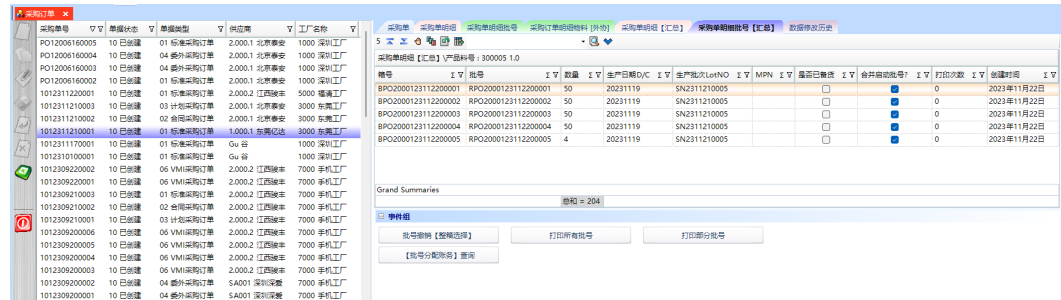 采购订单 ×
采购单号 单据状态 单据类型 供应商 工厂名称
PO12006160005 10 已创建 01 标准采购订单 2.000.1 北京泰安 1000 深圳工厂
PO12006160004 10 已创建 04 委外采购订单 2.000.1 北京泰安 1000 深圳工厂
PO12006160003 10 已创建 04 委外采购订单 2.000.1 北京泰安 1000 深圳工厂
PO12006160002 10 已创建 01 标准采购订单 2.000.1 北京泰安 1000 深圳工厂
1012311220001 10 已创建 01 标准采购订单 2.000.2 江西骏丰 5000 福清工厂
1012311210003 10 已创建 03 计划采购订单 2.000.1 北京泰安 3000 东莞工厂
1012311210002 10 已创建 02 合同采购订单 2.000.1 北京泰安 3000 东莞工厂
1012311210001 10 已创建 01 标准采购订单 1.000.1 东莞亿达 3000 东莞工厂
1012311170001 10 已创建 01 标准采购订单 Gu 谷 1000 深圳工厂
1012310100001 10 已创建 01 标准采购订单 Gu 谷 1000 深圳工厂
1012309220002 10 已创建 06 VMI采购订单 2.000.2 江西骏丰 7000 手机工厂
1012309220001 10 已创建 06 VMI采购订单 2.000.2 江西骏丰 7000 手机工厂
1012309210003 10 已创建 01 标准采购订单 2.000.2 江西骏丰 7000 手机工厂
1012309210002 10 已创建 02 合同采购订单 2.000.2 江西骏丰 7000 手机工厂
1012309210001 10 已创建 03 计划采购订单 2.000.2 江西骏丰 7000 手机工厂
1012309200006 10 已创建 06 VMI采购订单 2.000.2 江西骏丰 7000 手机工厂
1012309200005 10 已创建 06 VMI采购订单 2.000.2 江西骏丰 7000 手机工厂
1012309200004 10 已创建 06 VMI采购订单 2.000.2 江西骏丰 7000 手机工厂
1012309200003 10 已创建 06 VMI采购订单 2.000.2 江西骏丰 7000 手机工厂
1012309200002 10 已创建 04 委外采购订单 SA001 深圳深爱 7000 手机工厂
1012309200001 10 已创建 04 委外采购订单 SA001 深圳深爱 7000 手机工厂
采购单 采购单明细 采购单明细批号 采购订单明细物料 [外协] 采购单明细【汇总】 采购单明细批号【汇总】 数据修改历史
5
采购单明细【汇总】\产品料号 : 300005 1.0
箱号 批号 数量 生产日期D/C 生产批次LotNO MPN 是否已备货 合并启动批号? 打印次数 创建时间
BPO2000123112200001 RPO2000123112200001 50 20231119 SN2311210005 0 2023年11月22日
BPO2000123112200002 RPO2000123112200002 50 20231119 SN2311210005 0 2023年11月22日
BPO2000123112200003 RPO2000123112200003 50 20231119 SN2311210005 0 2023年11月22日
BPO2000123112200004 RPO2000123112200004 50 20231119 SN2311210005 0 2023年11月22日
BPO2000123112200005 RPO2000123112200005 4 20231119 SN2311210005 0 2023年11月22日
Grand Summaries
总和 = 204
事件组
批号撤销【整箱选择】 打印所有批号 打印部分批号
【批号分配账务】查询